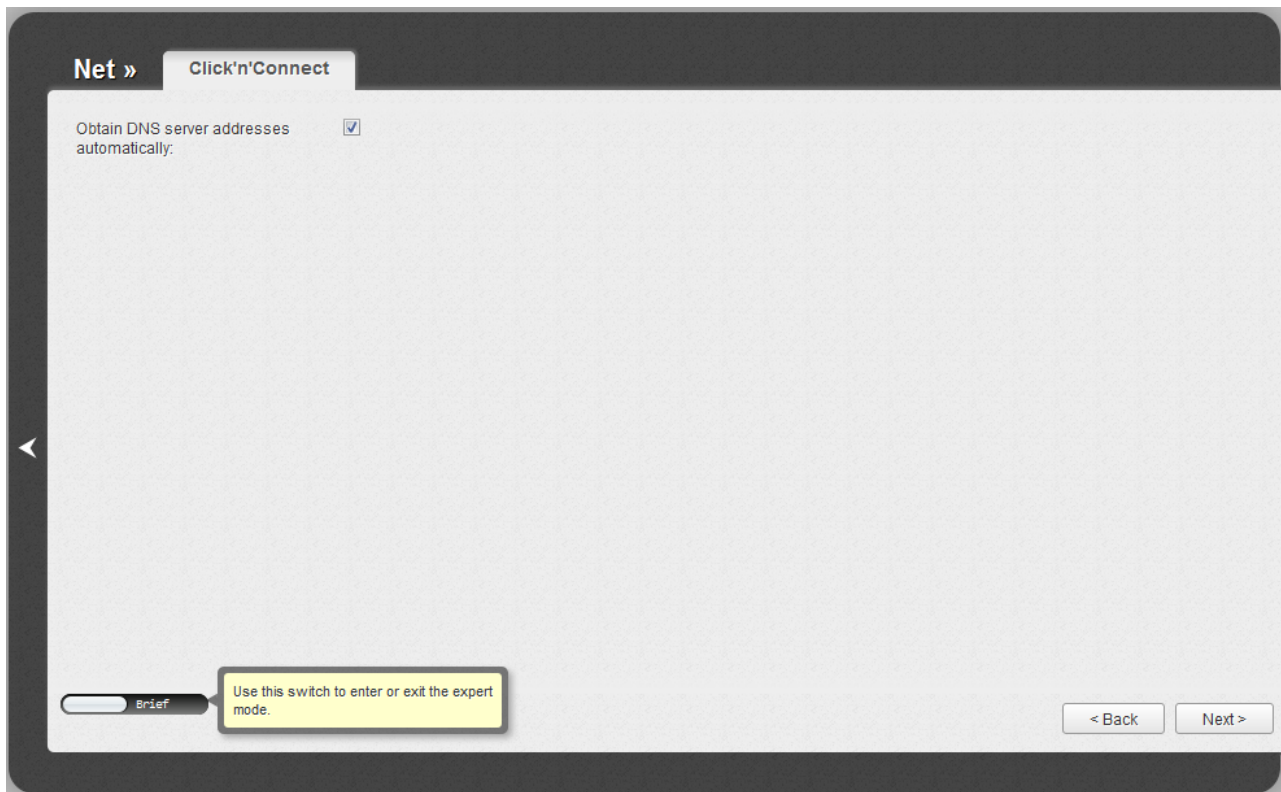 Net »
Click'n'Connect
Obtain DNS server addresses
automatically:
Brief
Use this switch to enter or exit the expert
mode.
< Back
Next >